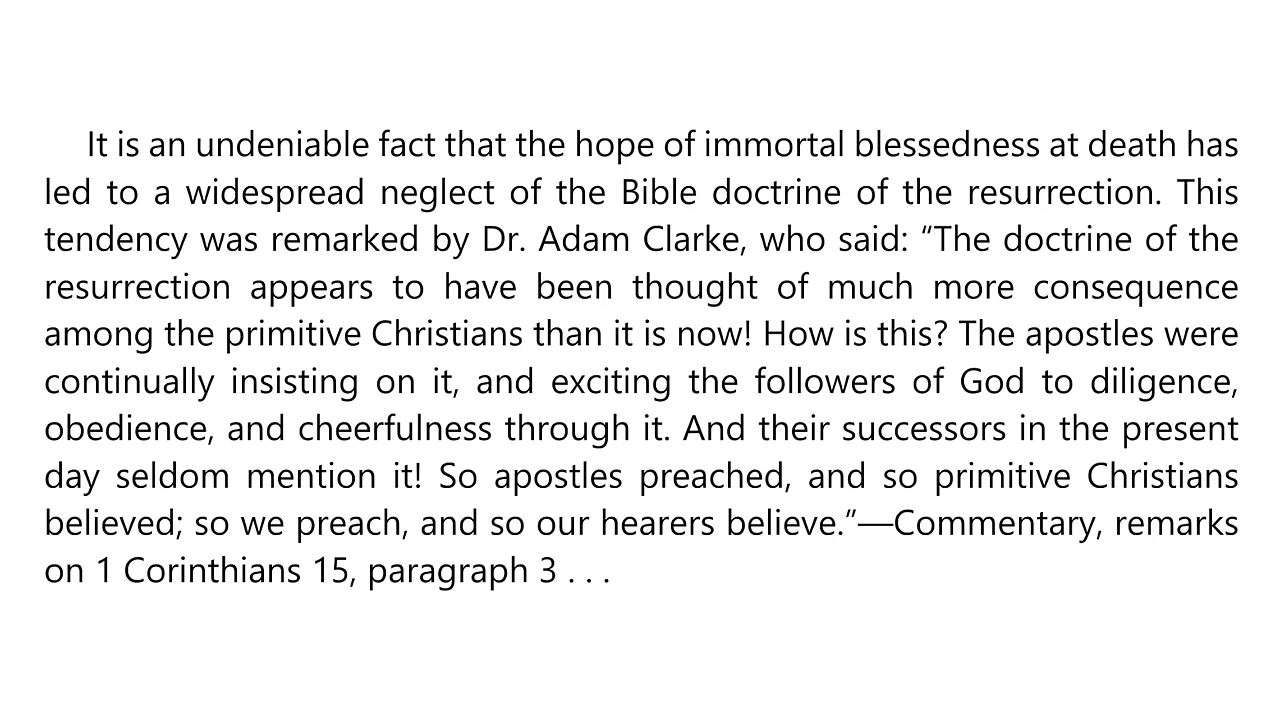 It is an undeniable fact that the hope of immortal blessedness at death has
led to a widespread neglect of the Bible doctrine of the resurrection. This
tendency was remarked by Dr. Adam Clarke, who said: “The doctrine of the
resurrection appears to have been thought of much more consequence
among the primitive Christians than it is now! How is this? The apostles were
continually insisting on it, and exciting the followers of God to diligence,
obedience, and cheerfulness through it. And their successors in the present
day seldom mention it! So apostles preached, and so primitive Christians
believed; so we preach, and so our hearers believe.”—Commentary, remarks
on 1 Corinthians 15, paragraph 3 . . .